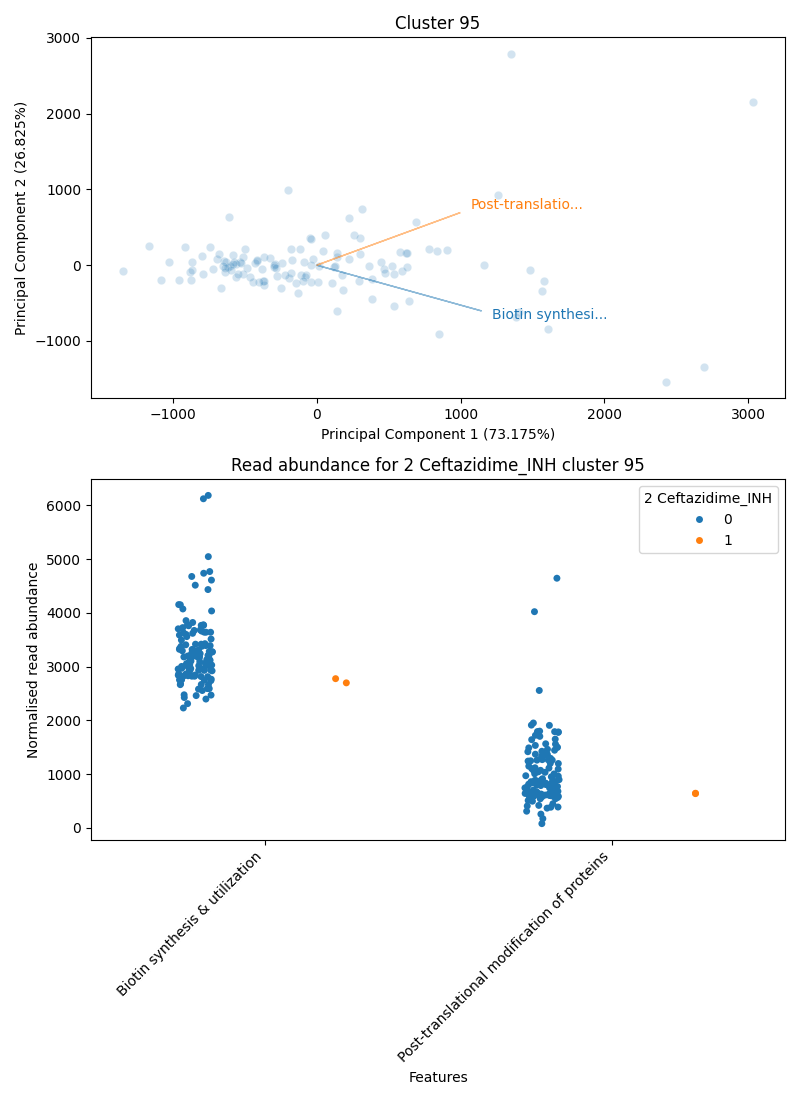 Cluster 95
3000
2000
1000
0
−1000
Principal Component 2 (26.825%)
Post-translatio...
Biotin synthesi...
−1000 0 1000 2000 3000
Principal Component 1 (73.175%)
Read abundance for 2 Ceftazidime_INH cluster 95
6000
5000
4000
3000
2000
1000
0
Normalised read abundance
2 Ceftazidime_INH
0
1
Biotin synthesis & utilization
Post-translational modification of proteins
Features